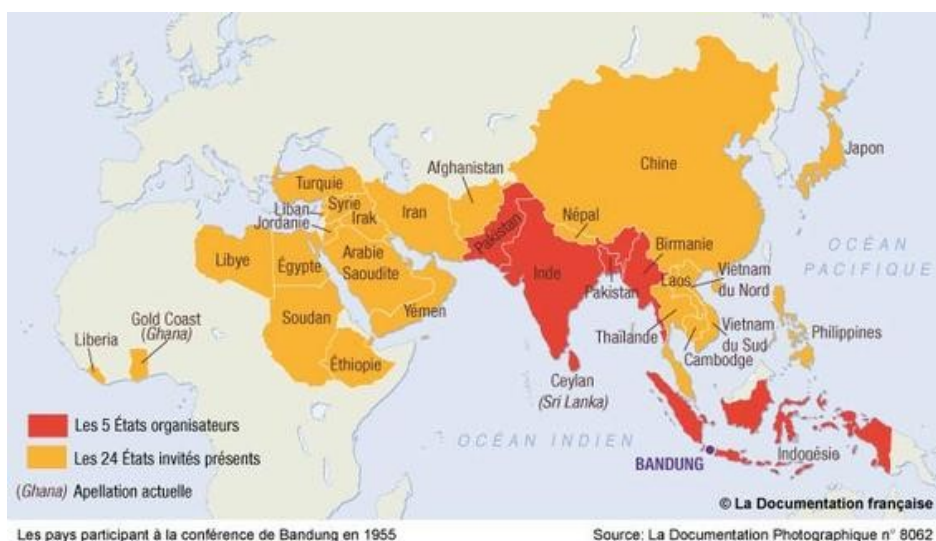 Japon
Chine
Afghanistan
Turquie
Syrie
Liban
Irak
Iran
Jordanie
Népal
Pakistan
Birmanie
OCÉAN
PACIFIQUE
Libye
Égypte
Arabie
Saoudite
Inde
Laos
Vietnam
du Nord
Pakistan
Gold Coast
(Ghana)
Soudan
Yémen
Liberia
Thaïlande
Vietnam
du Sud
Philippines
Cambodge
Éthiopie
Ceylan
(Sri Lanka)
Les 5 États organisateurs
OCÉAN INDIEN
Les 24 États invités présents
BANDUNG
Indogésie
(Ghana) Apellation actuelle
© La Documentation française
Les pays participant à la conférence de Bandung en 1955
Source: La Documentation Photographique n° 8062